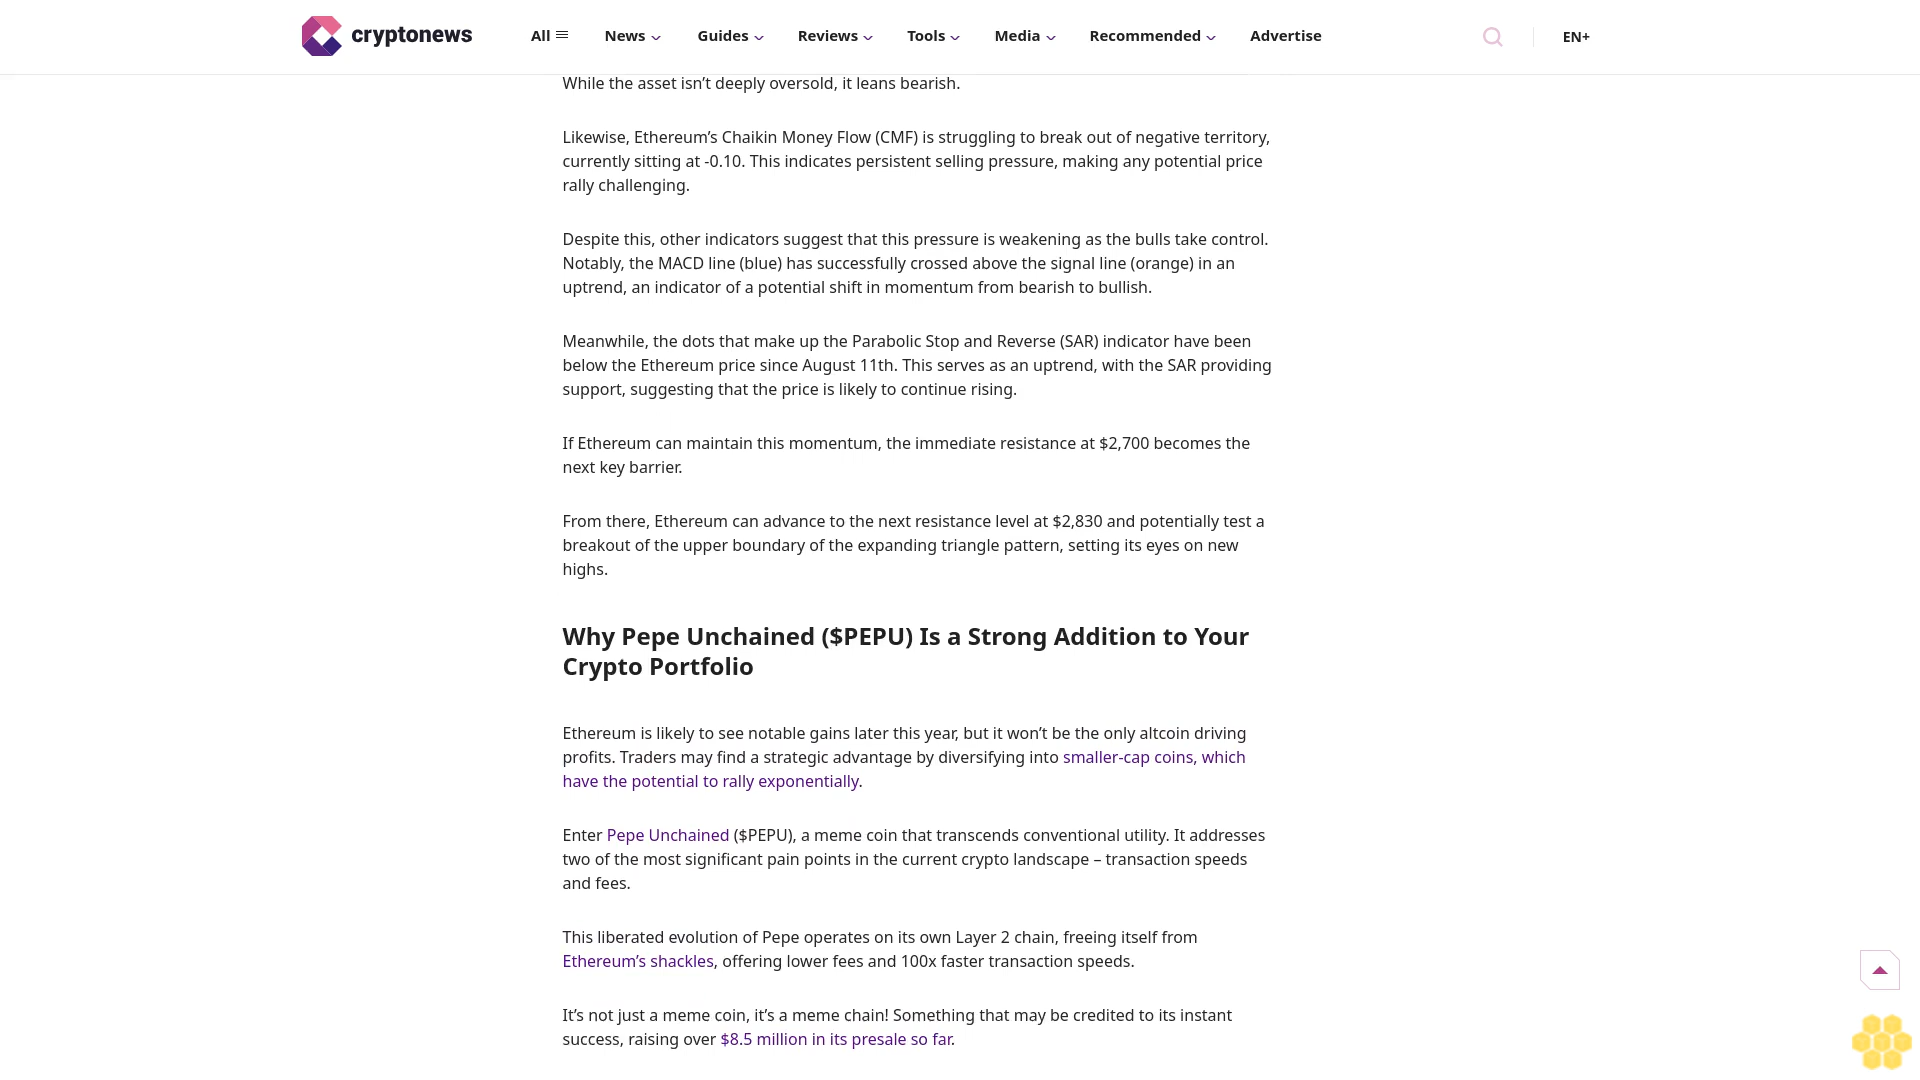 cryptonews
All
News
Guides
Reviews
Tools
Media
Recommended
Advertise
EN+
While the asset isn’t deeply oversold, it leans bearish.
Likewise, Ethereum’s Chaikin Money Flow (CMF) is struggling to break out of negative territory,
currently sitting at -0.10. This indicates persistent selling pressure, making any potential price
rally challenging.
Despite this, other indicators suggest that this pressure is weakening as the bulls take control.
Notably, the MACD line (blue) has successfully crossed above the signal line (orange) in an
uptrend, an indicator of a potential shift in momentum from bearish to bullish.
Meanwhile, the dots that make up the Parabolic Stop and Reverse (SAR) indicator have been
below the Ethereum price since August 11th. This serves as an uptrend, with the SAR providing
support, suggesting that the price is likely to continue rising.
If Ethereum can maintain this momentum, the immediate resistance at $2,700 becomes the
next key barrier.
From there, Ethereum can advance to the next resistance level at $2,830 and potentially test a
breakout of the upper boundary of the expanding triangle pattern, setting its eyes on new
highs.
Why Pepe Unchained ($PEPU) Is a Strong Addition to Your
Crypto Portfolio
Ethereum is likely to see notable gains later this year, but it won’t be the only altcoin driving
profits. Traders may find a strategic advantage by diversifying into smaller-cap coins, which
have the potential to rally exponentially.
Enter Pepe Unchained ($PEPU), a meme coin that transcends conventional utility. It addresses
two of the most significant pain points in the current crypto landscape – transaction speeds
and fees.
This liberated evolution of Pepe operates on its own Layer 2 chain, freeing itself from
Ethereum’s shackles, offering lower fees and 100x faster transaction speeds.
It’s not just a meme coin, it’s a meme chain! Something that may be credited to its instant
success, raising over $8.5 million in its presale so far.